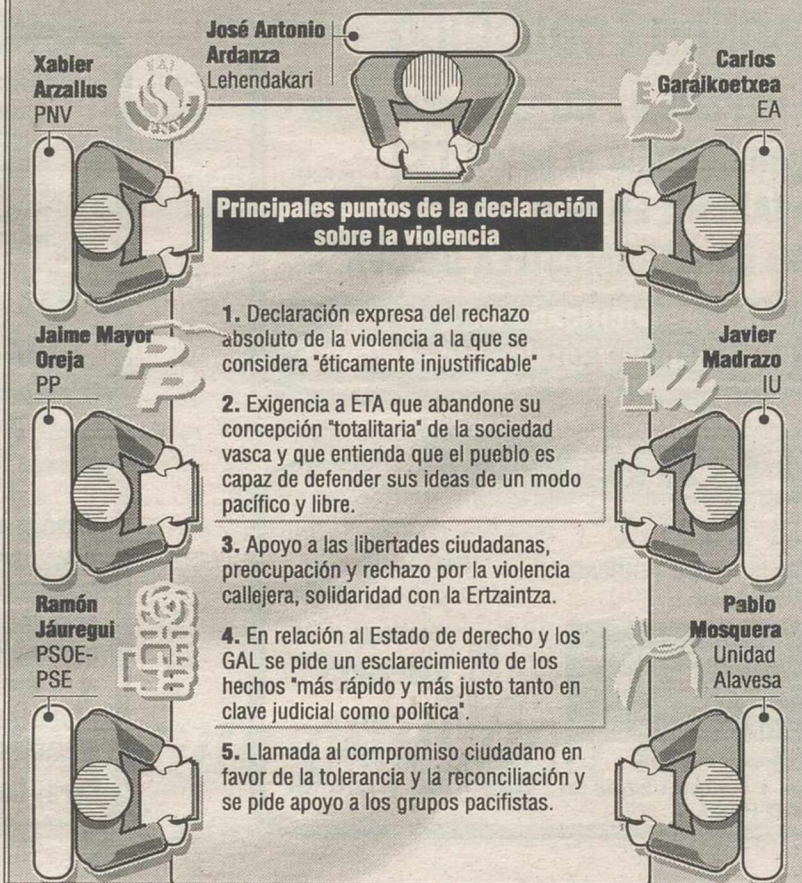 José Antonio
Ardanza
Lehendakari
Xabier
Arzallus
PNV
EAJ
PNV
Carlos
Garaikoetxea
EA
Principales puntos de la declaración
sobre la violencia
1. Declaración expresa del rechazo
absoluto de la violencia a la que se
considera "éticamente injustificable"
2. Exigencia a ETA que abandone su
concepción "totalitaria" de la sociedad
vasca y que entienda que el pueblo es
capaz de defender sus ideas de un modo
pacífico y libre.
3. Apoyo a las libertades ciudadanas,
preocupación y rechazo por la violencia
callejera, solidaridad con la Ertzaintza.
4. En relación al Estado de derecho y los
GAL se pide un esclarecimiento de los
hechos "más rápido y más justo tanto en
clave judicial como política".
5. Llamada al compromiso ciudadano en
favor de la tolerancia y la reconciliación y
se pide apoyo a los grupos pacifistas.
Jaime Mayor
Oreja
PP
PP
Javier
Madrazo
IU
iu
Ramón
Jáuregui
PSOE-
PSE
Pablo
Mosquera
Unidad
Alavesa